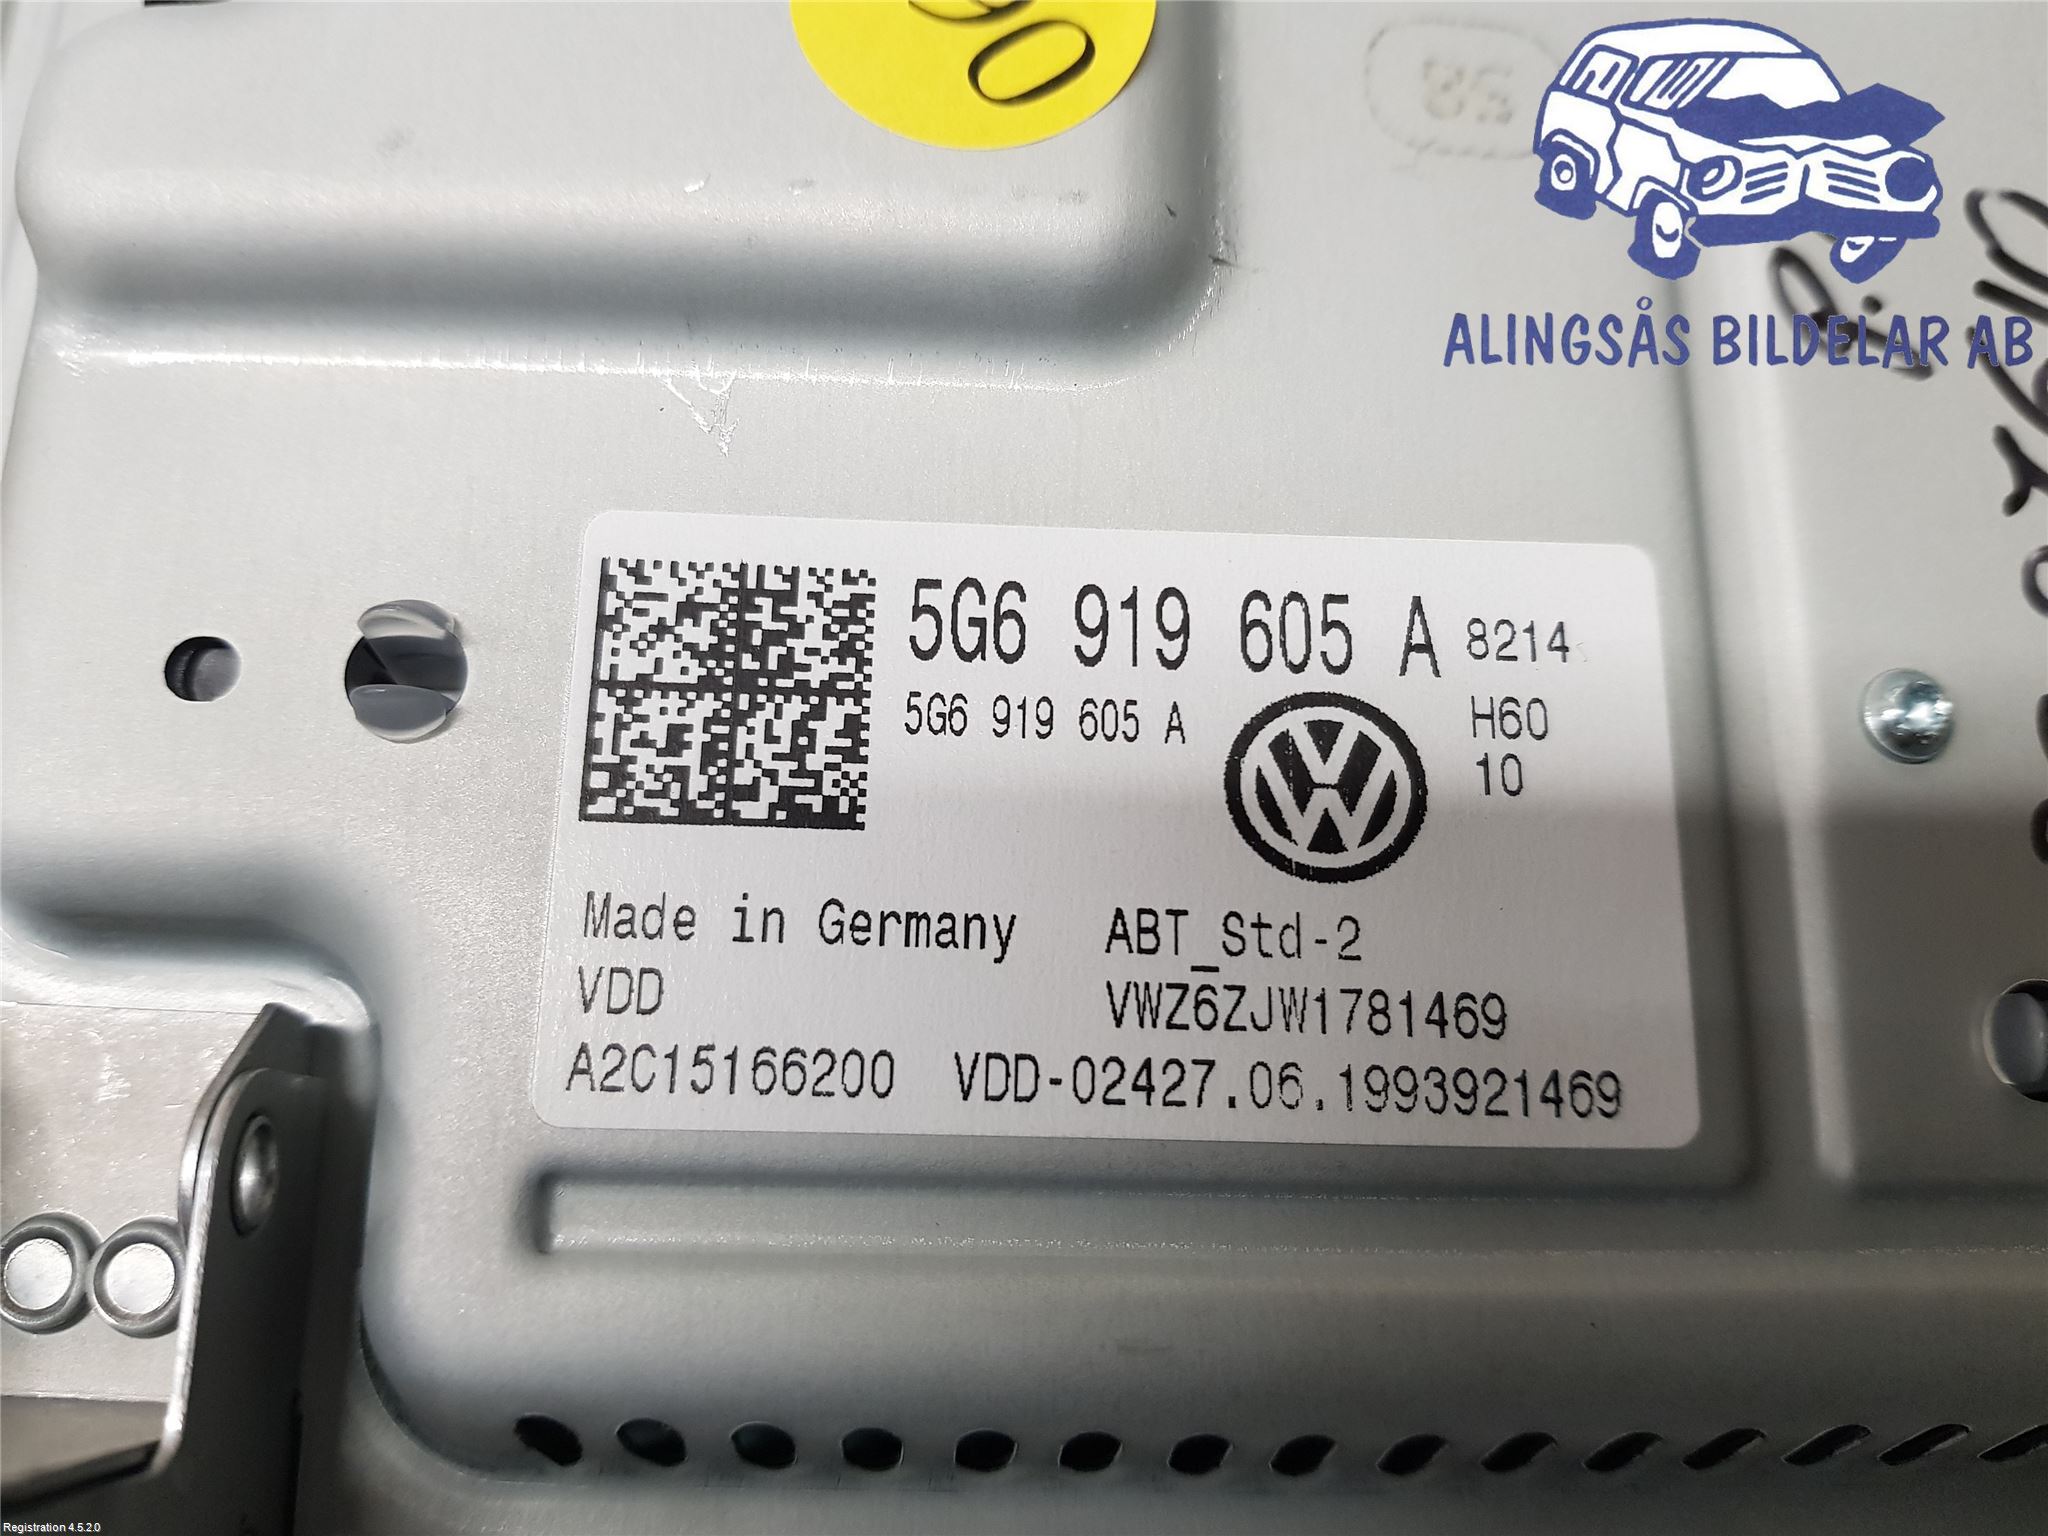 90
ALINGSÅS BILDELAR AB
5G6 919 605 A 8214
5G6 919 605 A H60
10
Made in Germany ABT_Std-2
VDD VWZ6ZJW1781469
A2C15166200 VDD-02427.06.1993921469
Registration 4.5.2.0